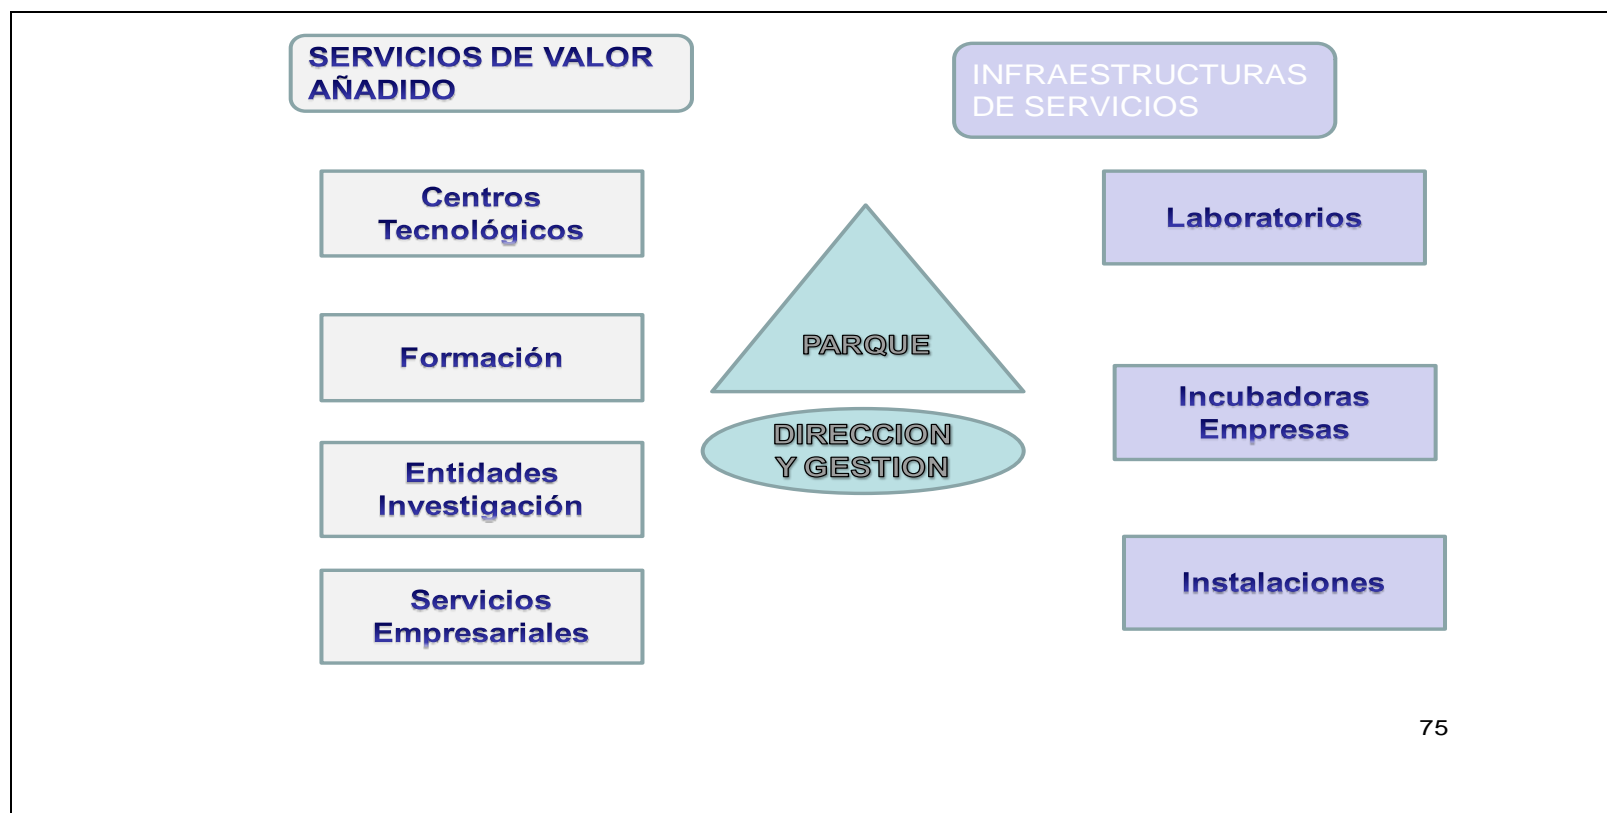 SERVICIOS DE VALOR
AÑADIDO
INFRAESTRUCTURAS
DE SERVICIOS
Centros
Tecnológicos
Formación
Entidades
Investigación
Servicios
Empresariales
PARQUE
DIRECCION
Y GESTION
Laboratorios
Incubadoras
Empresas
Instalaciones
75